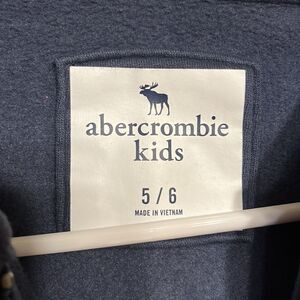 abercrombie
kids
5 / 6
MADE IN VIETNAM